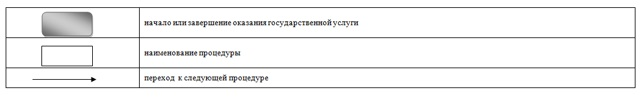 начало или завершение оказания государственной услуги
наименование процедуры
переход к следующей процедуре